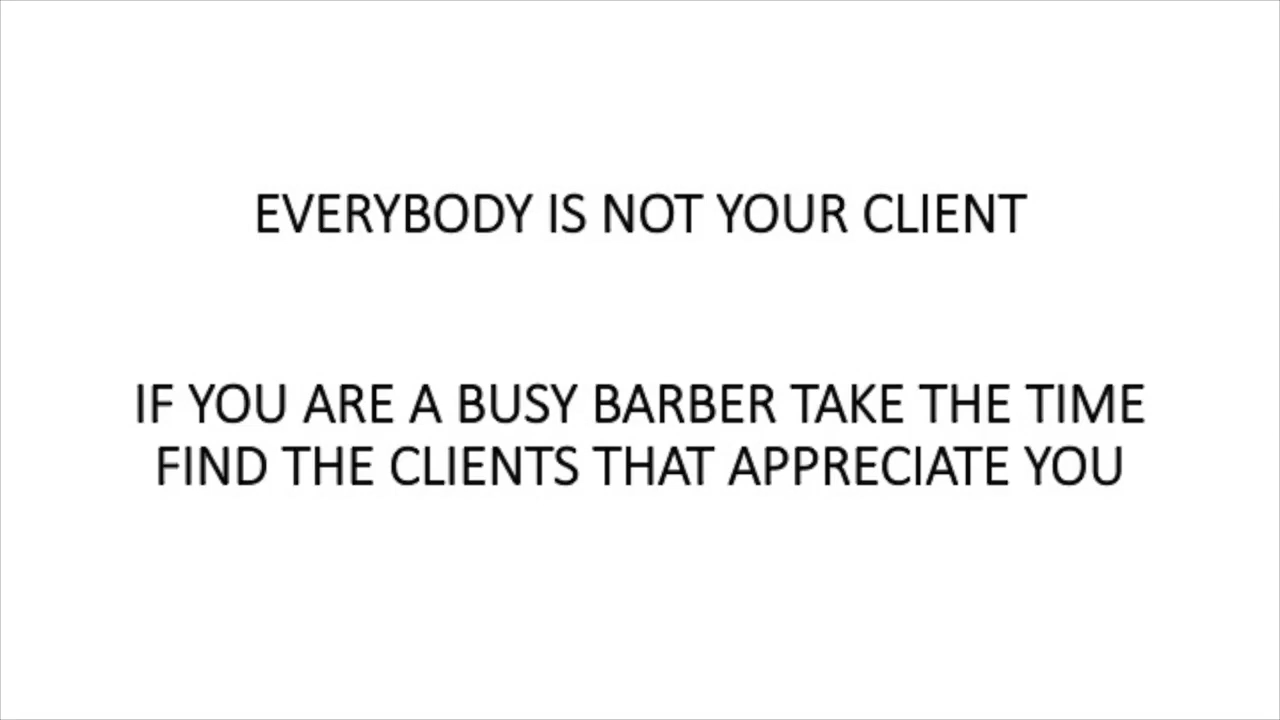 EVERYBODY IS NOT YOUR CLIENT
IF YOU ARE A BUSY BARBER TAKE THE TIME
FIND THE CLIENTS THAT APPRECIATE YOU